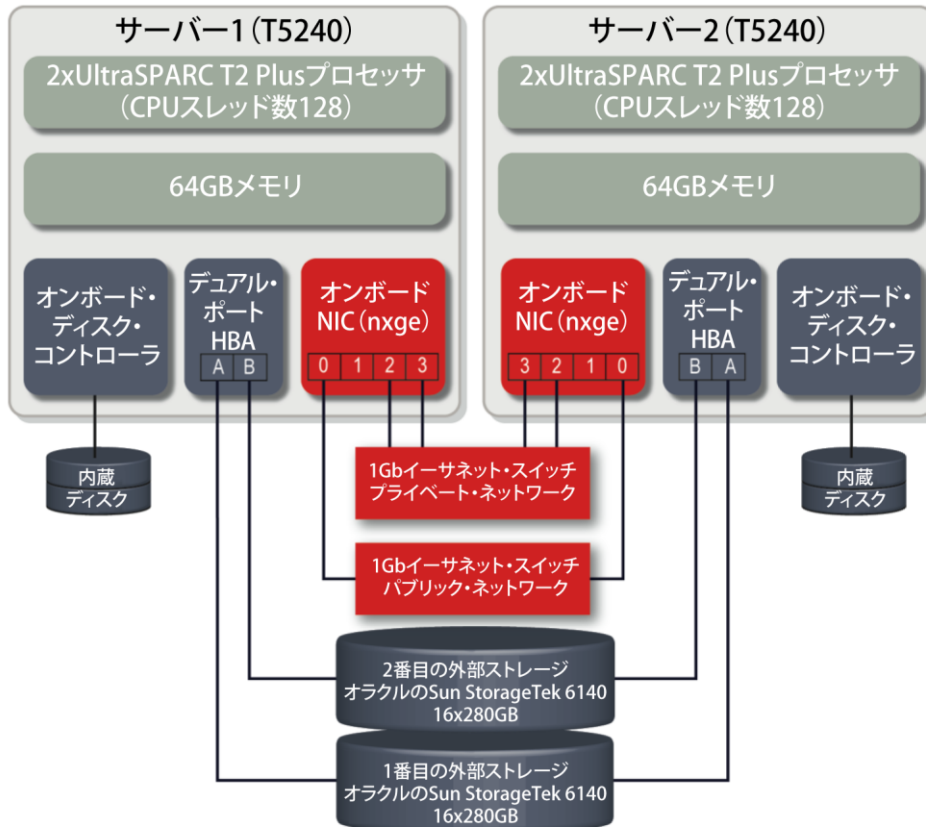 サーバー1（T5240）
2xUltraSPARC T2 Plusプロセッサ
（CPUスレッド数128）
64GBメモリ
オンボード・
ディスク・
コントローラ
デュアル・
ポート
HBA
A B
オンボード
NIC（nxge）
0 1 2 3
内蔵
ディスク
サーバー2（T5240）
2xUltraSPARC T2 Plusプロセッサ
（CPUスレッド数128）
64GBメモリ
オンボード
NIC（nxge）
3 2 1 0
デュアル・
ポート
HBA
B A
オンボード・
ディスク・
コントローラ
内蔵
ディスク
1Gbイーサネット・スイッチ
プライベート・ネットワーク
1Gbイーサネット・スイッチ
パブリック・ネットワーク
2番目の外部ストレージ
オラクルのSun StorageTek 6140
16x280GB
1番目の外部ストレージ
オラクルのSun StorageTek 6140
16x280GB